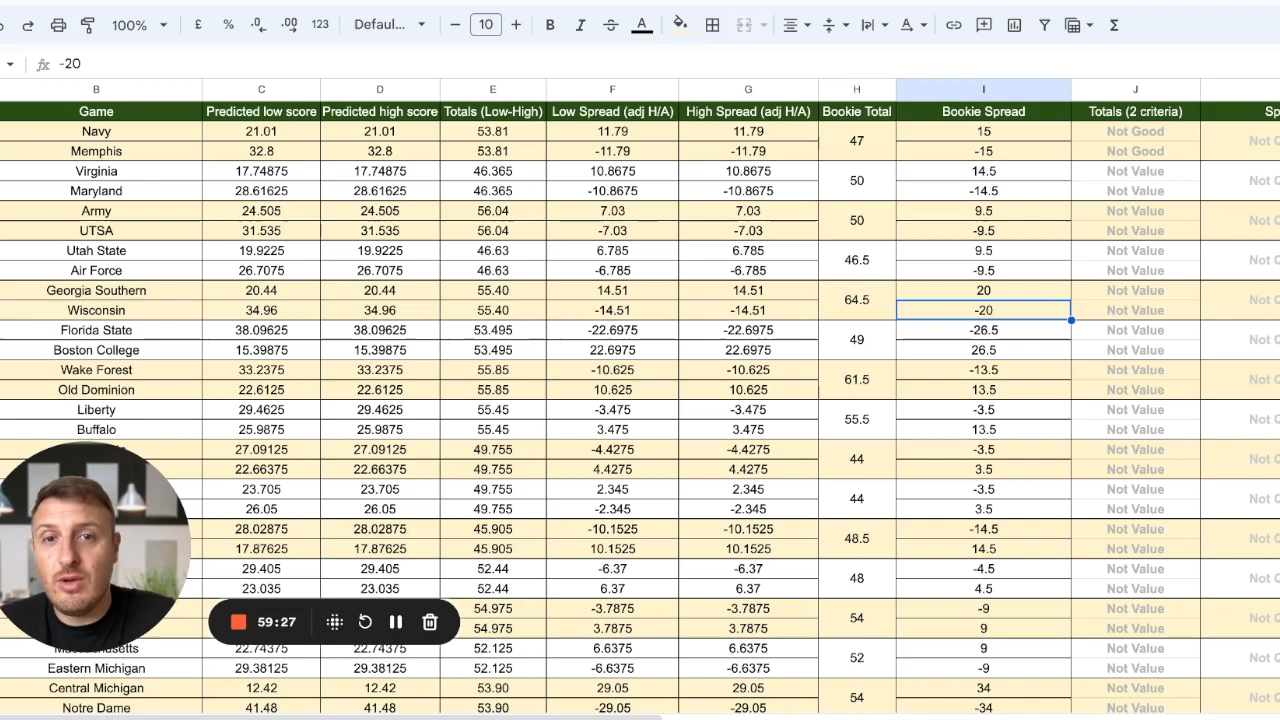 100% £ % .0 .00 123 Defaul... − 10 + B I A Σ
fx -20
B C D E F G H I J
Game Predicted low score Predicted high score Totals (Low-High) Low Spread (adj H/A) High Spread (adj H/A) Bookie Total Bookie Spread Totals (2 criteria) Sp
Navy 21.01 21.01 53.81 11.79 11.79 47 15 Not Good Not Q
Memphis 32.8 32.8 53.81 -11.79 -11.79 -15 Not Good
Virginia 17.74875 17.74875 46.365 10.8675 10.8675 50 14.5 Not Value Not Q
Maryland 28.61625 28.61625 46.365 -10.8675 -10.8675 -14.5 Not Value
Army 24.505 24.505 56.04 7.03 7.03 50 9.5 Not Value Not Q
UTSA 31.535 31.535 56.04 -7.03 -7.03 -9.5 Not Value
Utah State 19.9225 19.9225 46.63 6.785 6.785 46.5 9.5 Not Value Not Q
Air Force 26.7075 26.7075 46.63 -6.785 -6.785 -9.5 Not Value
Georgia Southern 20.44 20.44 55.40 14.51 14.51 64.5 20 Not Value Not Q
Wisconsin 34.96 34.96 55.40 -14.51 -14.51 -20 Not Value
Florida State 38.09625 38.09625 53.495 -22.6975 -22.6975 49 -26.5 Not Value Not Q
Boston College 15.39875 15.39875 53.495 22.6975 22.6975 26.5 Not Value
Wake Forest 33.2375 33.2375 55.85 -10.625 -10.625 61.5 -13.5 Not Value Not Q
Old Dominion 22.6125 22.6125 55.85 10.625 10.625 13.5 Not Value
Liberty 29.4625 29.4625 55.45 -3.475 -3.475 55.5 -3.5 Not Value Not Q
Buffalo 25.9875 25.9875 55.45 3.475 3.475 13.5 Not Value
27.09125 27.09125 49.755 -4.4275 -4.4275 44 -3.5 Not Value Not Q
22.66375 22.66375 49.755 4.4275 4.4275 3.5 Not Value
23.705 23.705 49.755 2.345 2.345 44 -3.5 Not Value Not Q
26.05 26.05 49.755 -2.345 -2.345 3.5 Not Value
28.02875 28.02875 45.905 -10.1525 -10.1525 48.5 -14.5 Not Value Not Q
17.87625 17.87625 45.905 10.1525 10.1525 14.5 Not Value
29.405 29.405 52.44 -6.37 -6.37 48 -4.5 Not Value Not Q
23.035 23.035 52.44 6.37 6.37 4.5 Not Value
54.975 -3.7875 -3.7875 54 -9 Not Value Not Q
59:27 54.975 3.7875 3.7875 9 Not Value
Massachusetts 22.74375 22.74375 52.125 6.6375 6.6375 52 9 Not Value Not Q
Eastern Michigan 29.38125 29.38125 52.125 -6.6375 -6.6375 -9 Not Value
Central Michigan 12.42 12.42 53.90 29.05 29.05 54 34 Not Value Not Q
Notre Dame 41.48 41.48 53.90 -29.05 -29.05 -34 Not Value